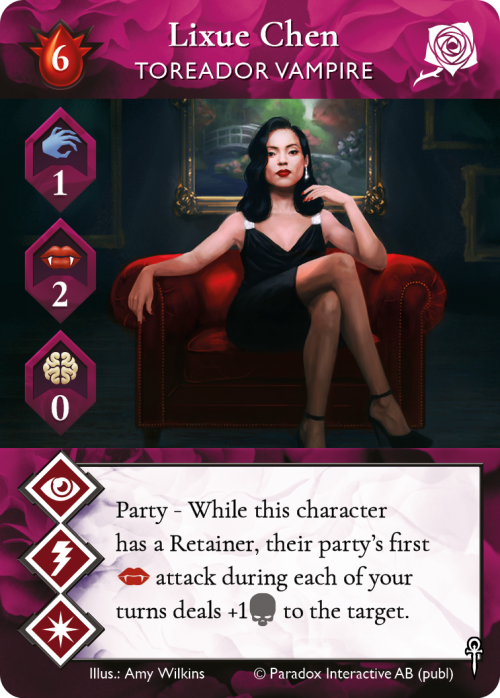 6
Lixue Chen
TOREADOR VAMPIRE
1
2
0
Party - While this character
has a Retainer, their party's first
attack during each of your
turns deals +1 to the target.
Illus.: Amy Wilkins © Paradox Interactive AB (publ)